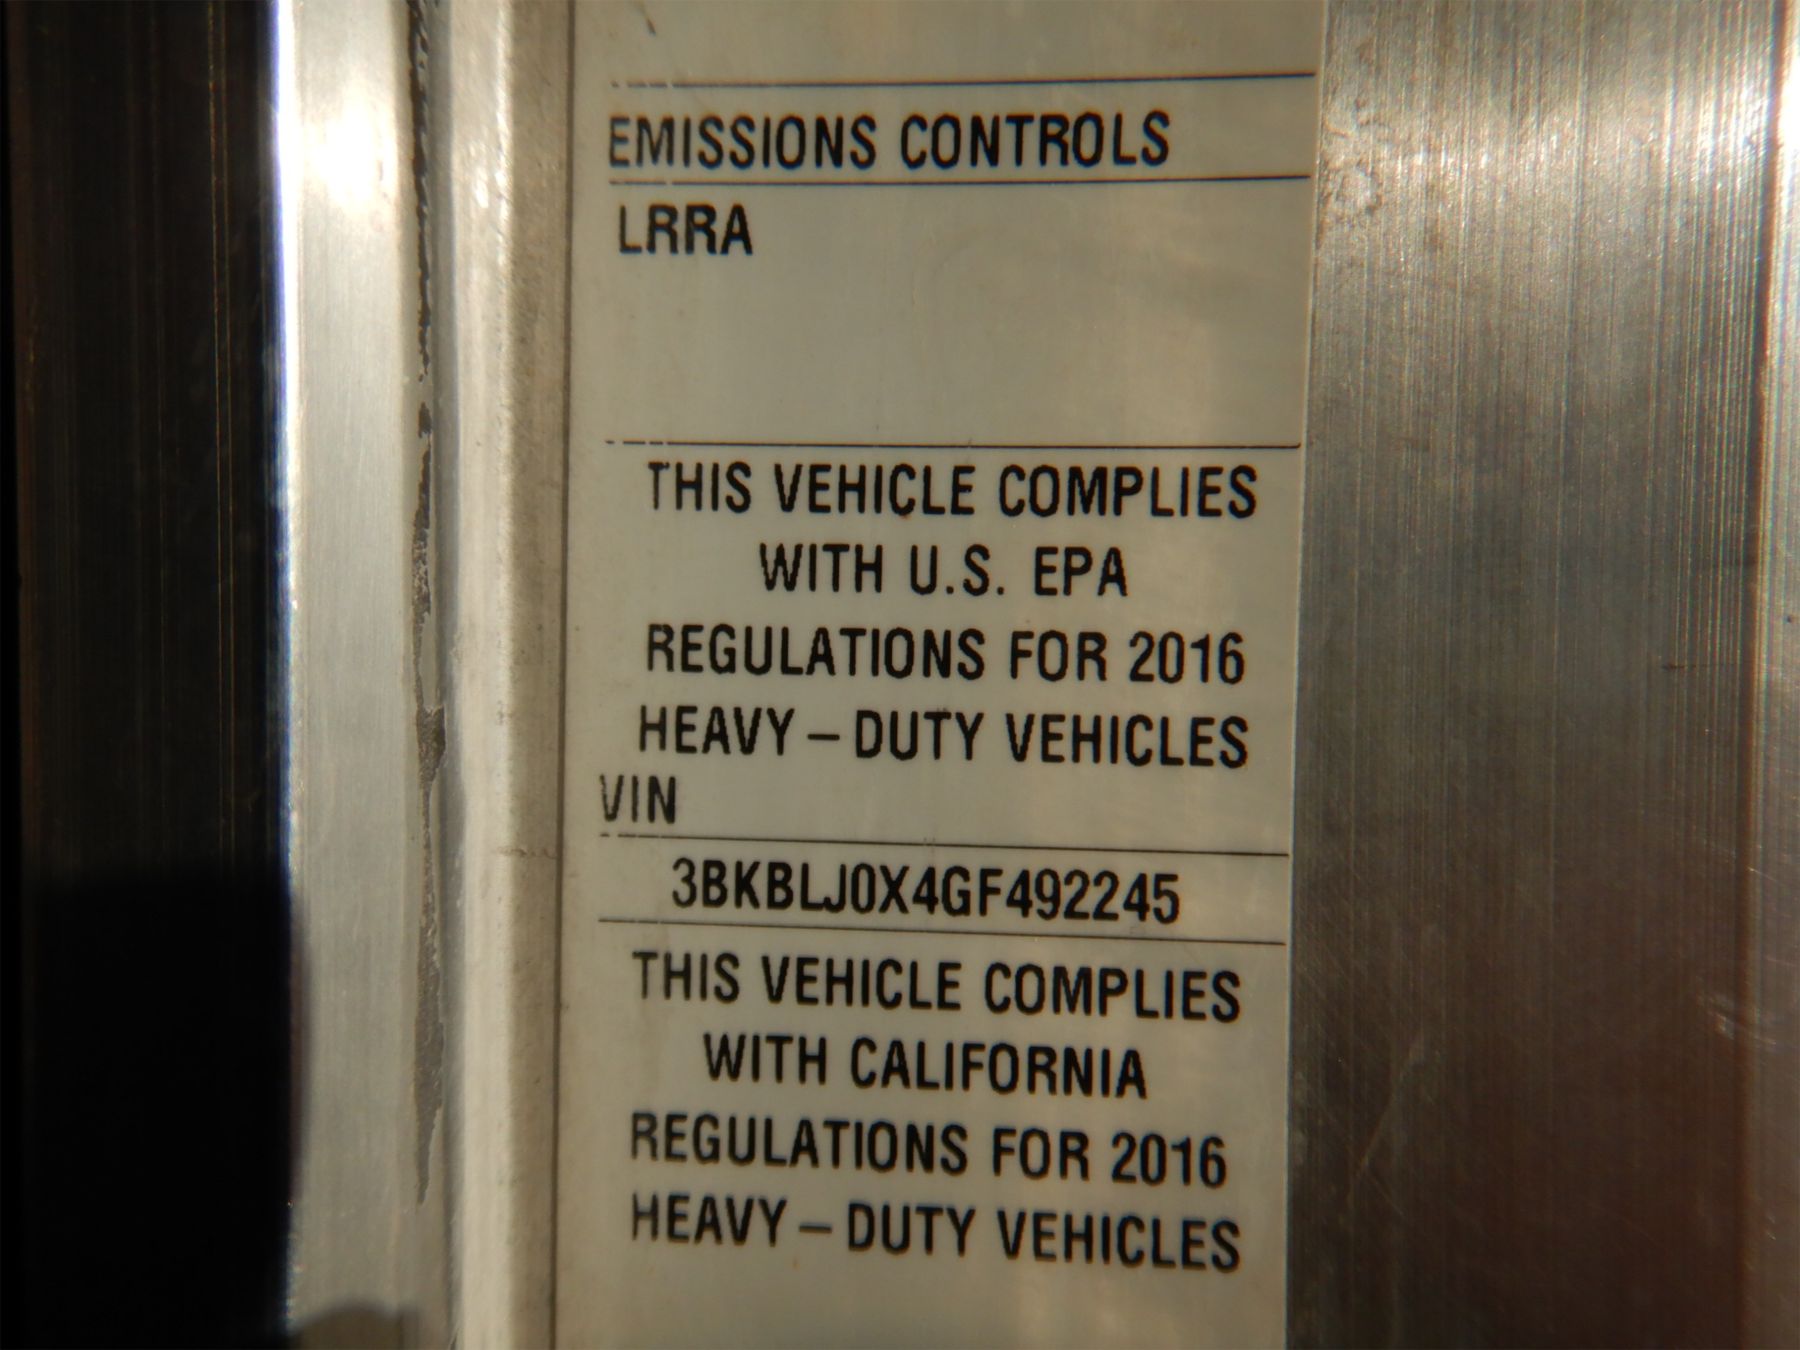 EMISSIONS CONTROLS
LRRA
THIS VEHICLE COMPLIES
WITH U.S. EPA
REGULATIONS FOR 2016
HEAVY – DUTY VEHICLES
VIN
3BKBLJ0X4GF492245
THIS VEHICLE COMPLIES
WITH CALIFORNIA
REGULATIONS FOR 2016
HEAVY – DUTY VEHICLES